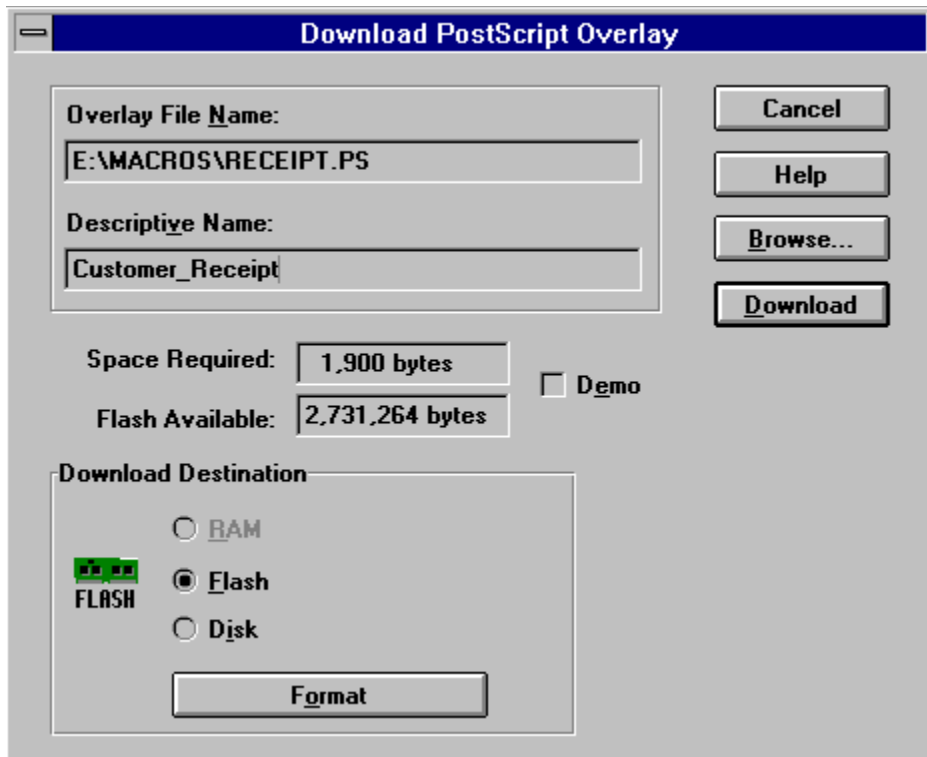 Download PostScript Overlay
Overlay File Name:
E:\MACROS\RECEIPT.PS
Descriptive Name:
Customer_Receipt
Cancel
Help
Browse...
Download
Space Required:
1,900 bytes
Flash Available:
2,731,264 bytes
Demo
Download Destination
RAM
FLASH
Flash
Disk
Format